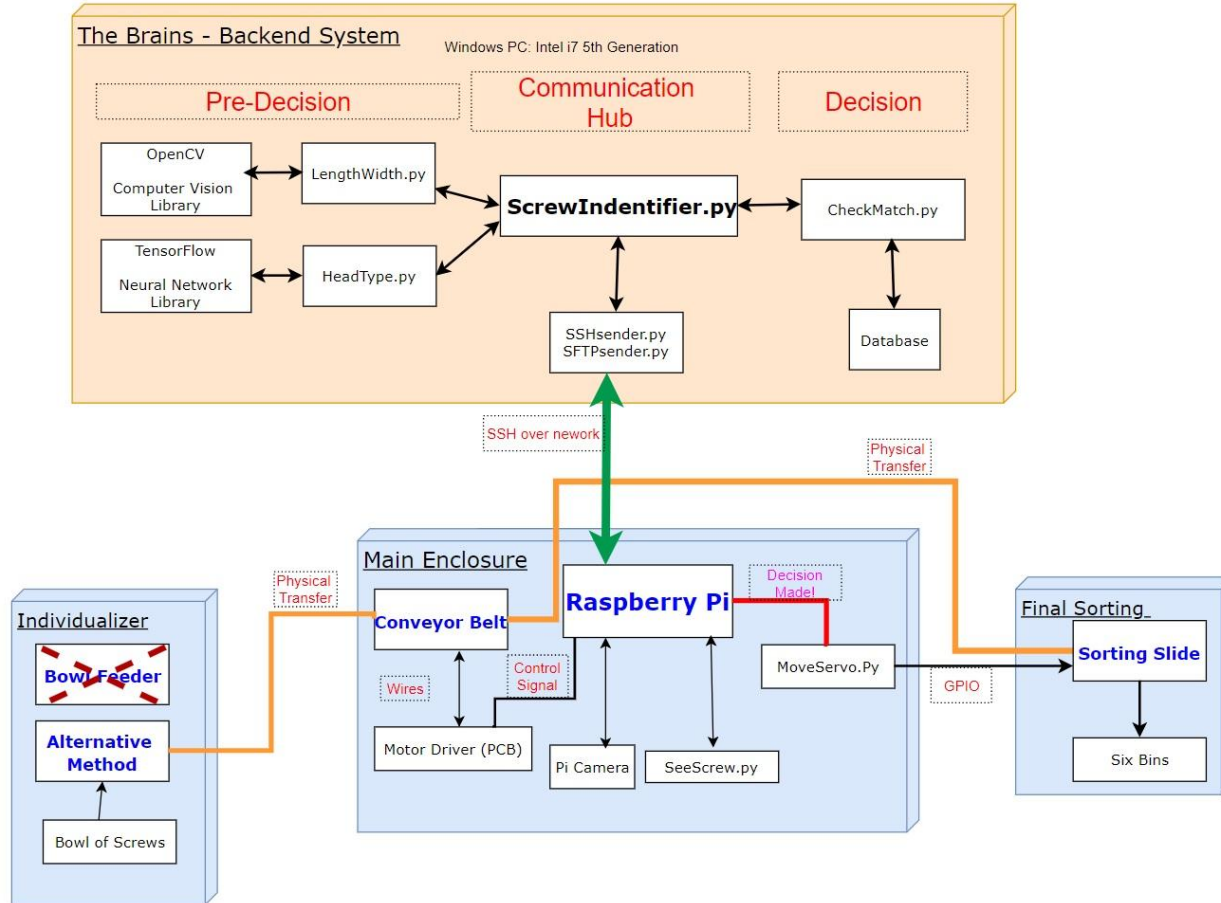 The Brains - Backend System
Windows PC: Intel i7 5th Generation
Pre-Decision
Communication
Hub
Decision
OpenCV
Computer Vision
Library
LengthWidth.py
ScrewIndentifier.py
CheckMatch.py
TensorFlow
Neural Network
Library
HeadType.py
SSHsender.py
SFTPsender.py
Database
SSH over nework
Physical
Transfer
Main Enclosure
Physical
Transfer
Conveyor Belt
Raspberry Pi
Decision
Made!
Wires
Control
Signal
MoveServo.Py
GPIO
Motor Driver (PCB)
Pi Camera
SeeScrew.py
Individualizer
Bowl Feeder
Alternative
Method
Bowl of Screws
Final Sorting
Sorting Slide
Six Bins